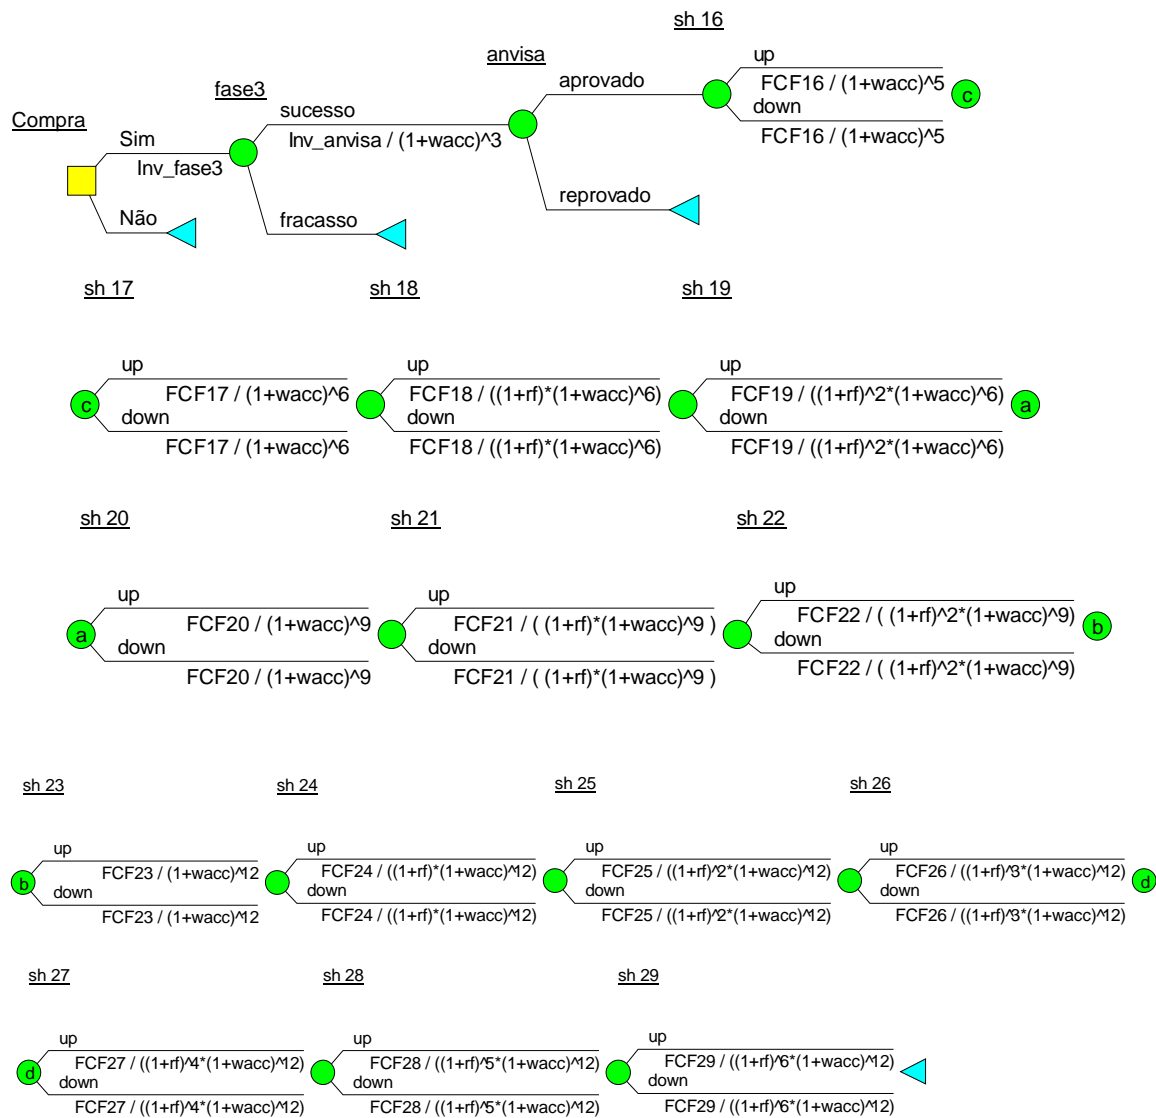 sh 16
anvisa
up
aprovado
FCF16 / (1+wacc)^5
c
fase3
down
sucesso
Compra
Inv_anvisa / (1+wacc)^3
FCF16 / (1+wacc)^5
Sim
Inv_fase3
reprovado
Não
fracasso
sh 17
sh 18
sh 19
up
up
up
c
FCF17 / (1+wacc)^6
FCF18 / ((1+rf)*(1+wacc)^6)
FCF19 / ((1+rf)^2*(1+wacc)^6)
a
down
down
down
FCF17 / (1+wacc)^6
FCF18 / ((1+rf)*(1+wacc)^6)
FCF19 / ((1+rf)^2*(1+wacc)^6)
sh 20
sh 21
sh 22
up
up
up
a
FCF20 / (1+wacc)^9
FCF21 / ( (1+rf)*(1+wacc)^9 )
FCF22 / ( (1+rf)^2*(1+wacc)^9)
b
down
down
down
FCF20 / (1+wacc)^9
FCF21 / ( (1+rf)*(1+wacc)^9 )
FCF22 / ( (1+rf)^2*(1+wacc)^9)
sh 23
sh 24
sh 25
sh 26
up
up
up
up
b
FCF23 / (1+wacc)^12
FCF24 / ((1+rf)*(1+wacc)^12)
FCF25 / ((1+rf)^2*(1+wacc)^12)
FCF26 / ((1+rf)^3*(1+wacc)^12)
d
down
down
down
down
FCF23 / (1+wacc)^12
FCF24 / ((1+rf)*(1+wacc)^12)
FCF25 / ((1+rf)^2*(1+wacc)^12)
FCF26 / ((1+rf)^3*(1+wacc)^12)
sh 27
sh 28
sh 29
up
up
up
d
FCF27 / ((1+rf)^4*(1+wacc)^12)
FCF28 / ((1+rf)^5*(1+wacc)^12)
FCF29 / ((1+rf)^6*(1+wacc)^12)
down
down
down
FCF27 / ((1+rf)^4*(1+wacc)^12)
FCF28 / ((1+rf)^5*(1+wacc)^12)
FCF29 / ((1+rf)^6*(1+wacc)^12)